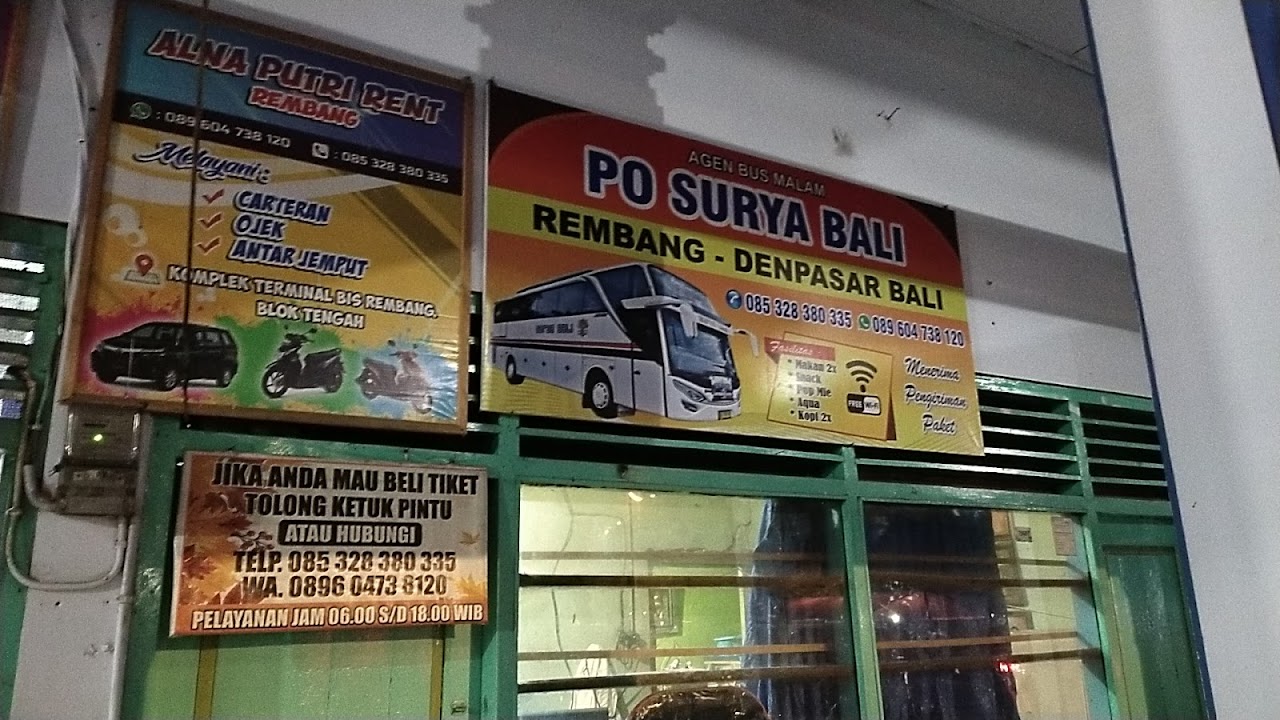 ALNA PUTRI RENT
REMBANG
: 089 604 738 120
: 085 328 380 335
Melayani :
CARTERAN
OJEK
ANTAR JEMPUT
KOMPLEK TERMINAL BIS REMBANG.
BLOK TENGAH
AGEN BUS MALAM
PO SURYA BALI
REMBANG - DENPASAR BALI
085 328 380 335 089 604 738 120
Fasilitas :
• Makan 2x
• Snack
• Pop Mie
• Aqua
• Kopi 2x
FREE Wi-Fi
Menerima
Pengiriman
Paket
JIKA ANDA MAU BELI TIKET
TOLONG KETUK PINTU
ATAU HUBUNGI
TELP. 085 328 380 335
WA. 0896 0473 8120
PELAYANAN JAM 06.00 S/D 18.00 WIB